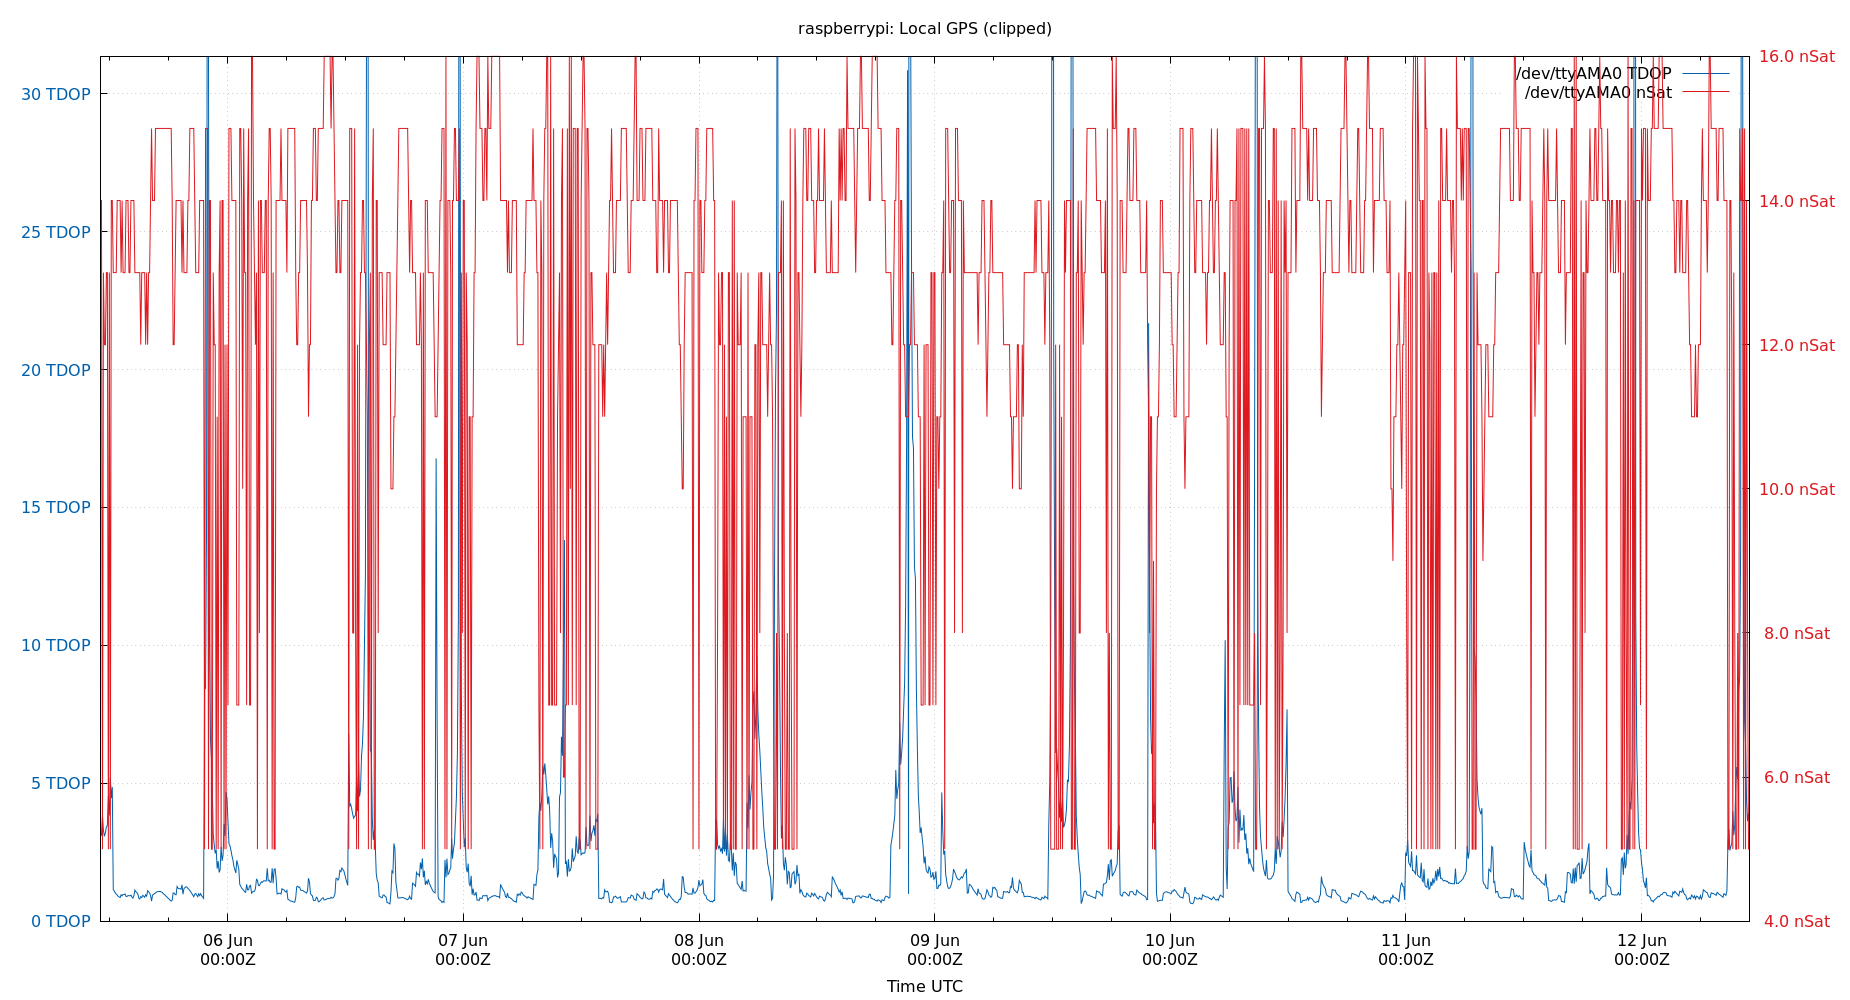 raspberrypi: Local GPS (clipped)
/dev/ttyAMA0 TDOP
/dev/ttyAMA0 nSat
30 TDOP
25 TDOP
20 TDOP
15 TDOP
10 TDOP
5 TDOP
0 TDOP
16.0 nSat
14.0 nSat
12.0 nSat
10.0 nSat
8.0 nSat
6.0 nSat
4.0 nSat
06 Jun
00:00Z
07 Jun
00:00Z
08 Jun
00:00Z
09 Jun
00:00Z
10 Jun
00:00Z
11 Jun
00:00Z
12 Jun
00:00Z
Time UTC